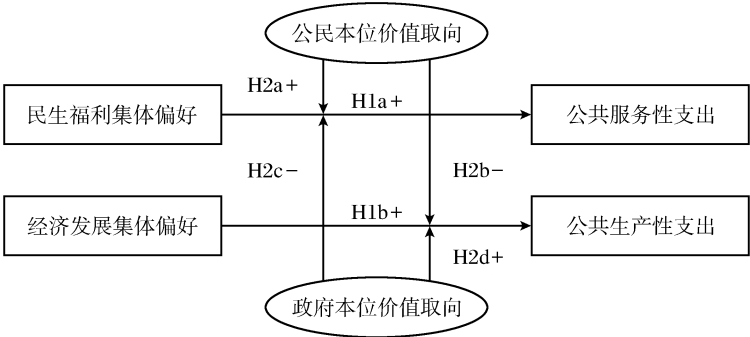 公民本位价值取向
H2a+
H1a+
民生福利集体偏好
公共服务性支出
H2c−
H2b−
H1b+
经济发展集体偏好
公共生产性支出
H2d+
政府本位价值取向